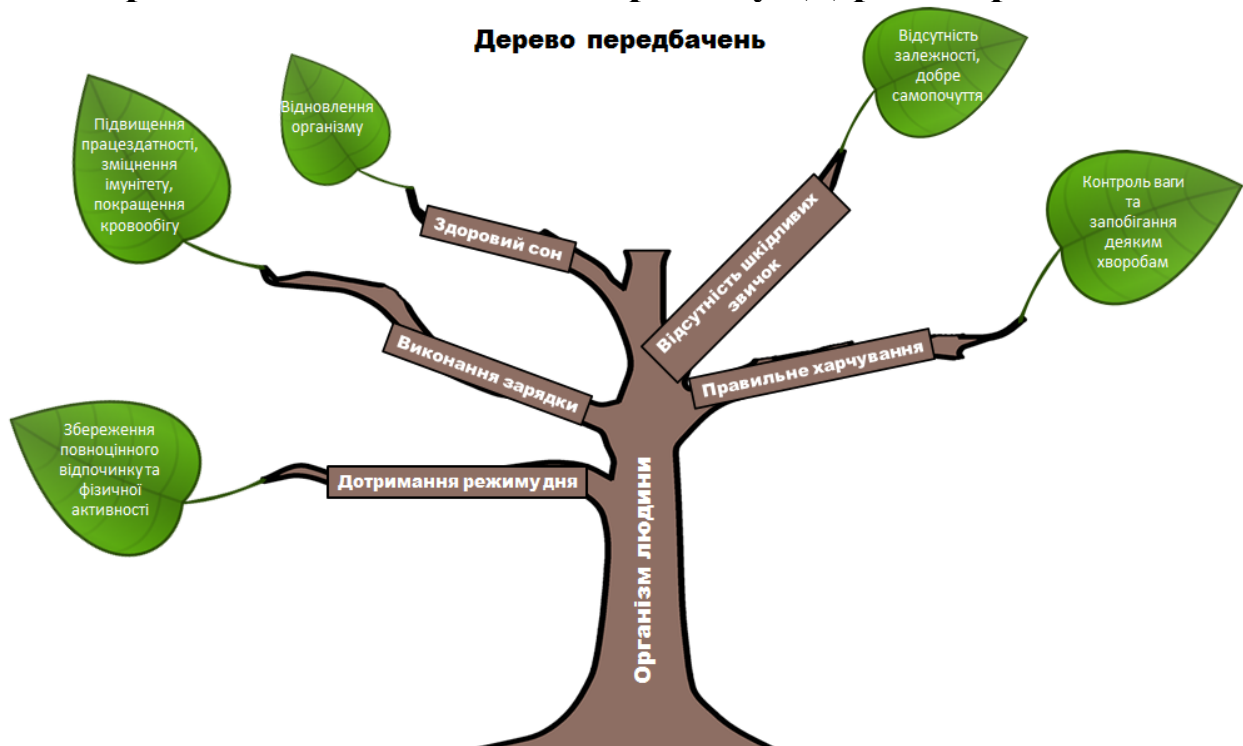 Дерево передбачень
Відсутність
залежності,
добре
самопочуття
Відновлення
організму
Підвищення
працездатності,
зміцнення
імунітету,
покращення
кровообігу
Контроль ваги
та
запобігання
деяким
хворобам
Здоровий сон
Відсутність шкідливих
звичок
Виконання зарядки
Правильне харчування
Збереження
повноцінного
відпочинку та
фізичної
активності
Дотримання режиму дня
Організм людини